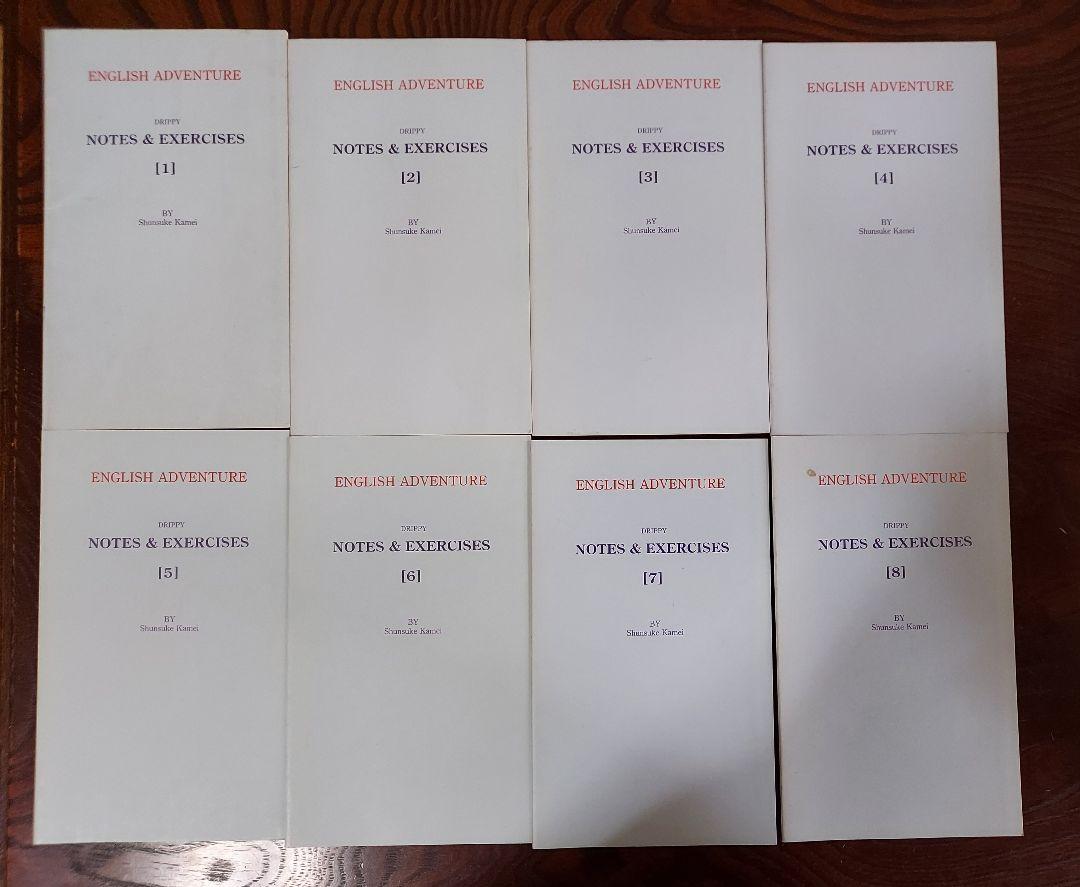 ENGLISH ADVENTURE
DRIPPY
NOTES & EXERCISES
[1]
BY
Shunsuke Kamei
ENGLISH ADVENTURE
DRIPPY
NOTES & EXERCISES
[2]
BY
Shunsuke Kamei
ENGLISH ADVENTURE
DRIPPY
NOTES & EXERCISES
[3]
BY
Shunsuke Kamei
ENGLISH ADVENTURE
DRIPPY
NOTES & EXERCISES
[4]
BY
Shunsuke Kamei
ENGLISH ADVENTURE
DRIPPY
NOTES & EXERCISES
[5]
BY
Shunsuke Kamei
ENGLISH ADVENTURE
DRIPPY
NOTES & EXERCISES
[6]
BY
Shunsuke Kamei
ENGLISH ADVENTURE
DRIPPY
NOTES & EXERCISES
[7]
BY
Shunsuke Kamei
ENGLISH ADVENTURE
DRIPPY
NOTES & EXERCISES
[8]
BY
Shunsuke Kamei